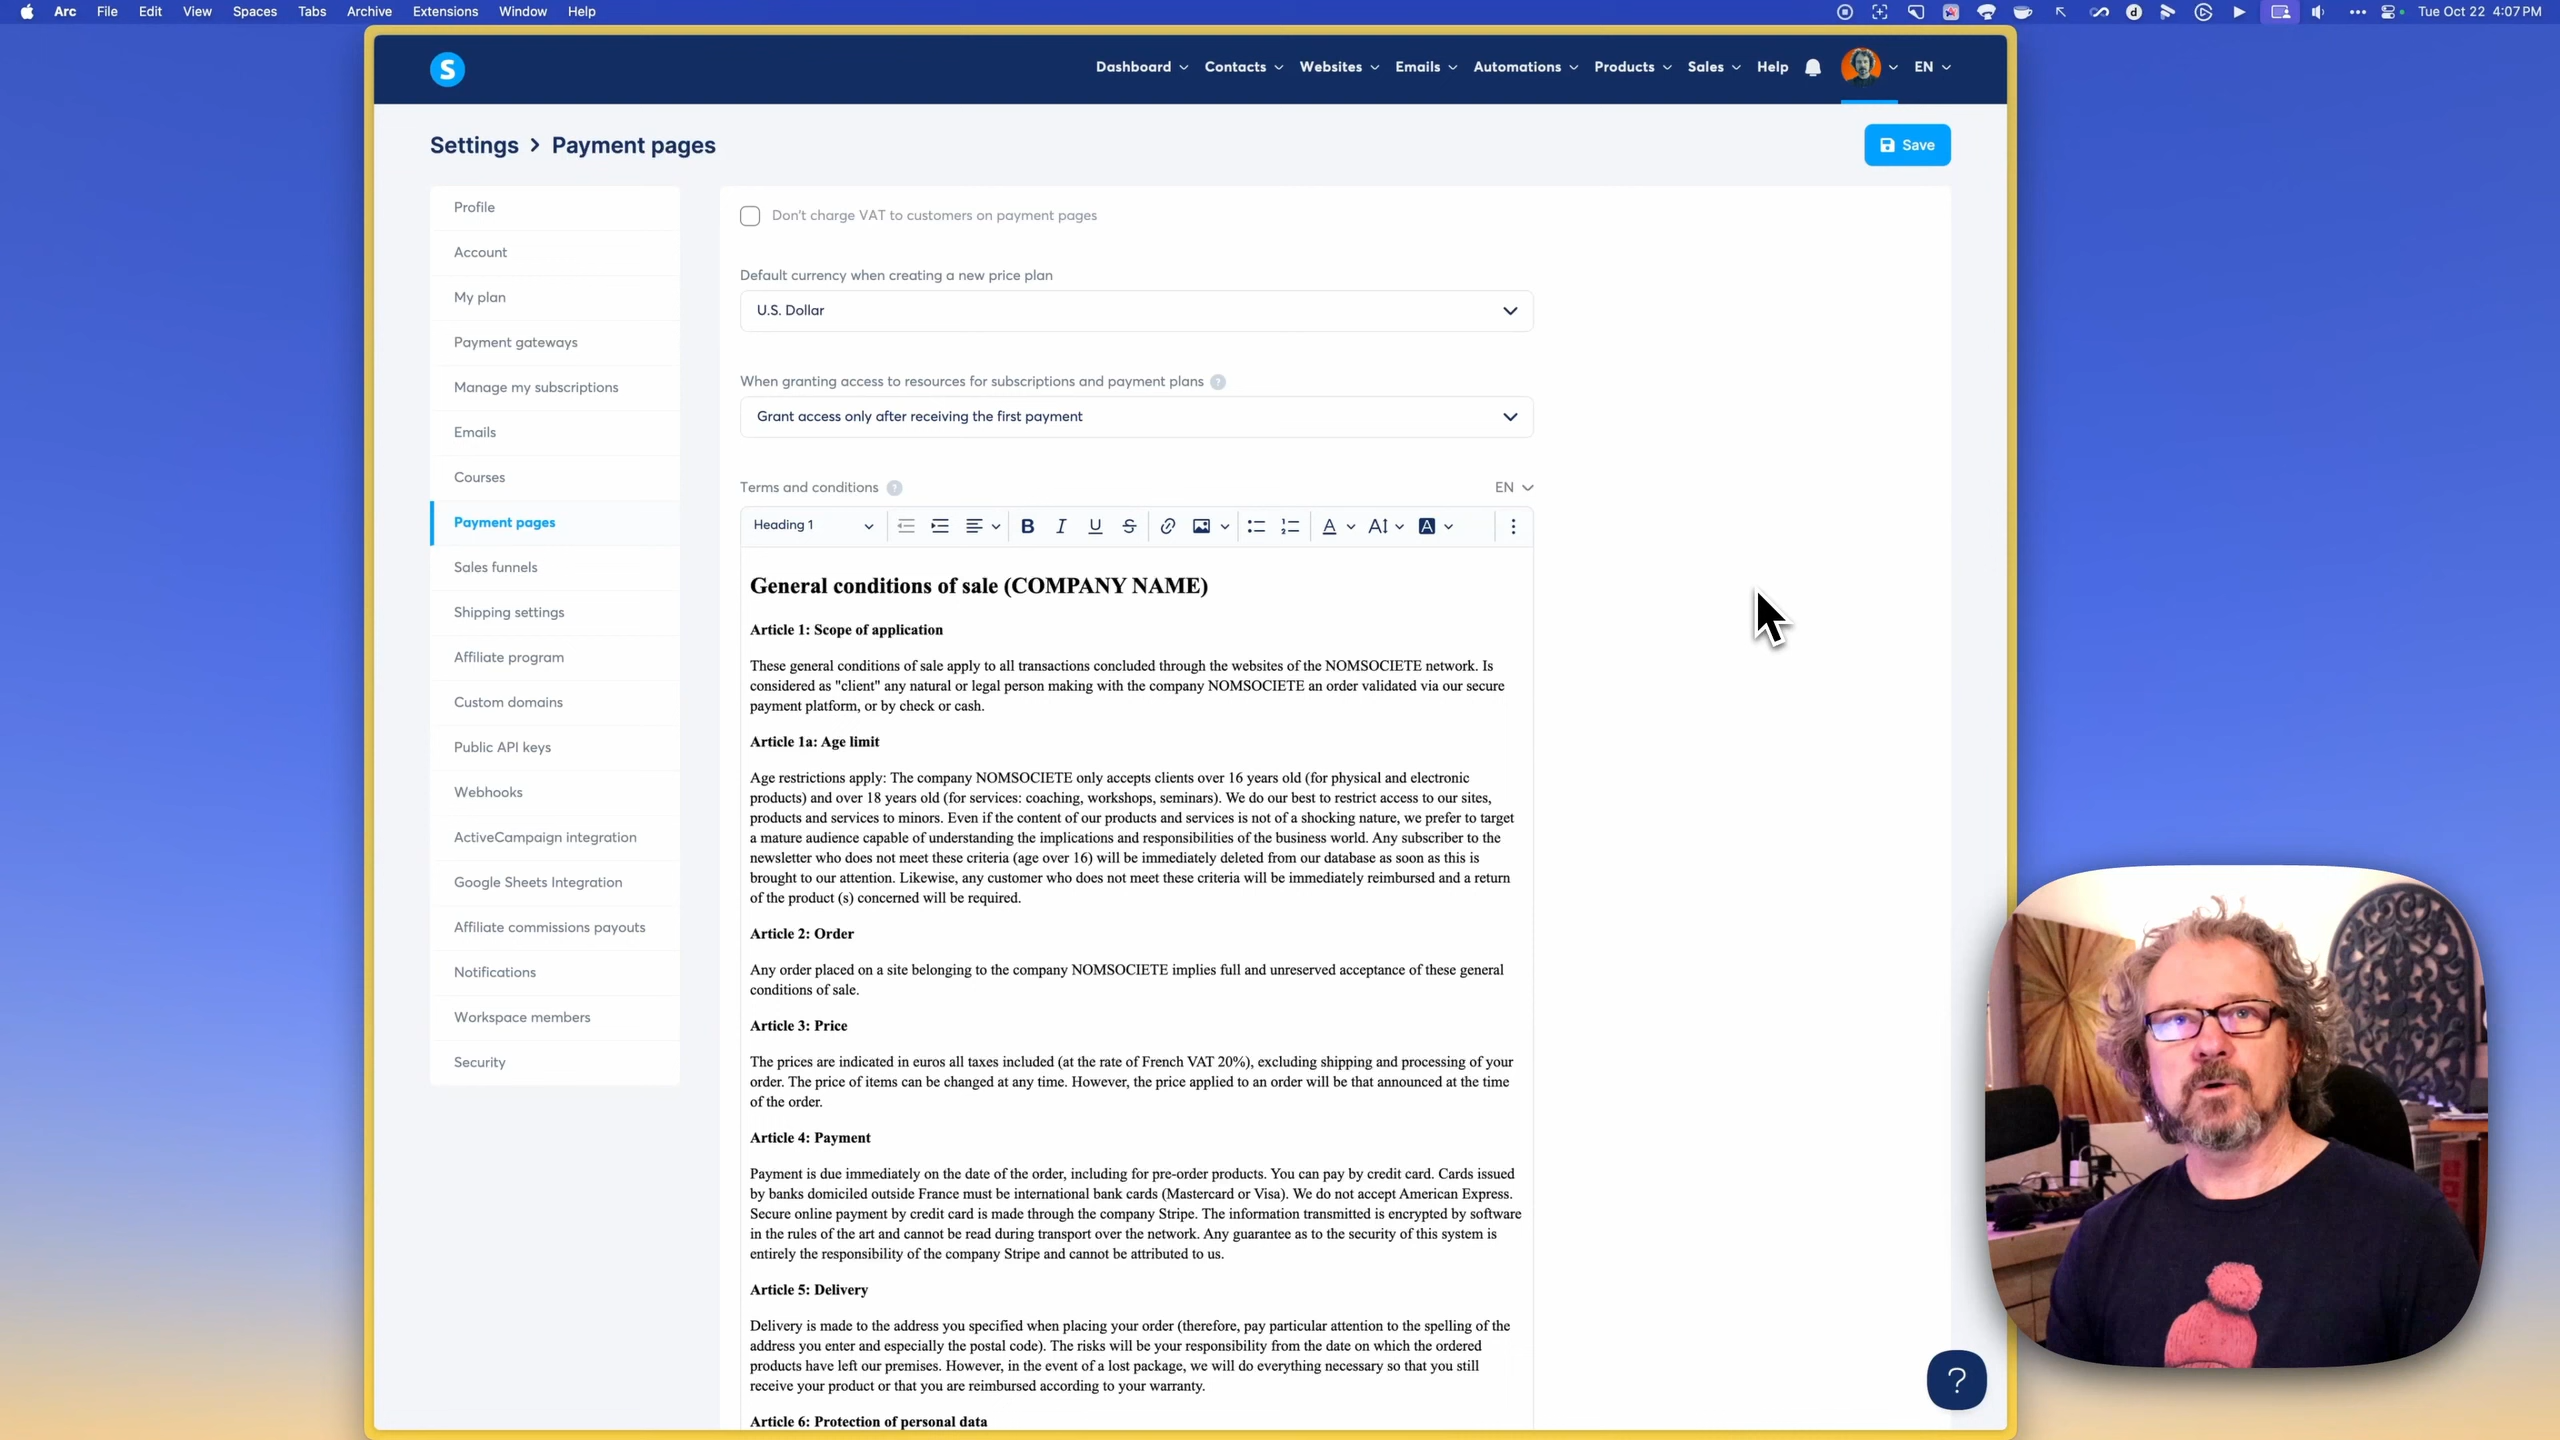 Arc File Edit View Spaces Tabs Archive Extensions Window Help
Tue Oct 22 4:07 PM
S
Dashboard Contacts Websites Emails Automations Products Sales Help EN
Settings > Payment pages
Save
Profile
Account
My plan
Payment gateways
Manage my subscriptions
Emails
Courses
Payment pages
Sales funnels
Shipping settings
Affiliate program
Custom domains
Public API keys
Webhooks
ActiveCampaign integration
Google Sheets Integration
Affiliate commissions payouts
Notifications
Workspace members
Security
Don't charge VAT to customers on payment pages
Default currency when creating a new price plan
U.S. Dollar
When granting access to resources for subscriptions and payment plans ?
Grant access only after receiving the first payment
Terms and conditions ? EN
Heading 1 B I U S A A A
General conditions of sale (COMPANY NAME)
Article 1: Scope of application
These general conditions of sale apply to all transactions concluded through the websites of the NOMSOCIETE network. Is
considered as "client" any natural or legal person making with the company NOMSOCIETE an order validated via our secure
payment platform, or by check or cash.
Article 1a: Age limit
Age restrictions apply: The company NOMSOCIETE only accepts clients over 16 years old (for physical and electronic
products) and over 18 years old (for services: coaching, workshops, seminars). We do our best to restrict access to our sites,
products and services to minors. Even if the content of our products and services is not of a shocking nature, we prefer to target
a mature audience capable of understanding the implications and responsibilities of the business world. Any subscriber to the
newsletter who does not meet these criteria (age over 16) will be immediately deleted from our database as soon as this is
brought to our attention. Likewise, any customer who does not meet these criteria will be immediately reimbursed and a return
of the product (s) concerned will be required.
Article 2: Order
Any order placed on a site belonging to the company NOMSOCIETE implies full and unreserved acceptance of these general
conditions of sale.
Article 3: Price
The prices are indicated in euros all taxes included (at the rate of French VAT 20%), excluding shipping and processing of your
order. The price of items can be changed at any time. However, the price applied to an order will be that announced at the time
of the order.
Article 4: Payment
Payment is due immediately on the date of the order, including for pre-order products. You can pay by credit card. Cards issued
by banks domiciled outside France must be international bank cards (Mastercard or Visa). We do not accept American Express.
Secure online payment by credit card is made through the company Stripe. The information transmitted is encrypted by software
in the rules of the art and cannot be read during transport over the network. Any guarantee as to the security of this system is
entirely the responsibility of the company Stripe and cannot be attributed to us.
Article 5: Delivery
Delivery is made to the address you specified when placing your order (therefore, pay particular attention to the spelling of the
address you enter and especially the postal code). The risks will be your responsibility from the date on which the ordered
products have left our premises. However, in the event of a lost package, we will do everything necessary so that you still
receive your product or that you are reimbursed according to your warranty.
Article 6: Protection of personal data
?